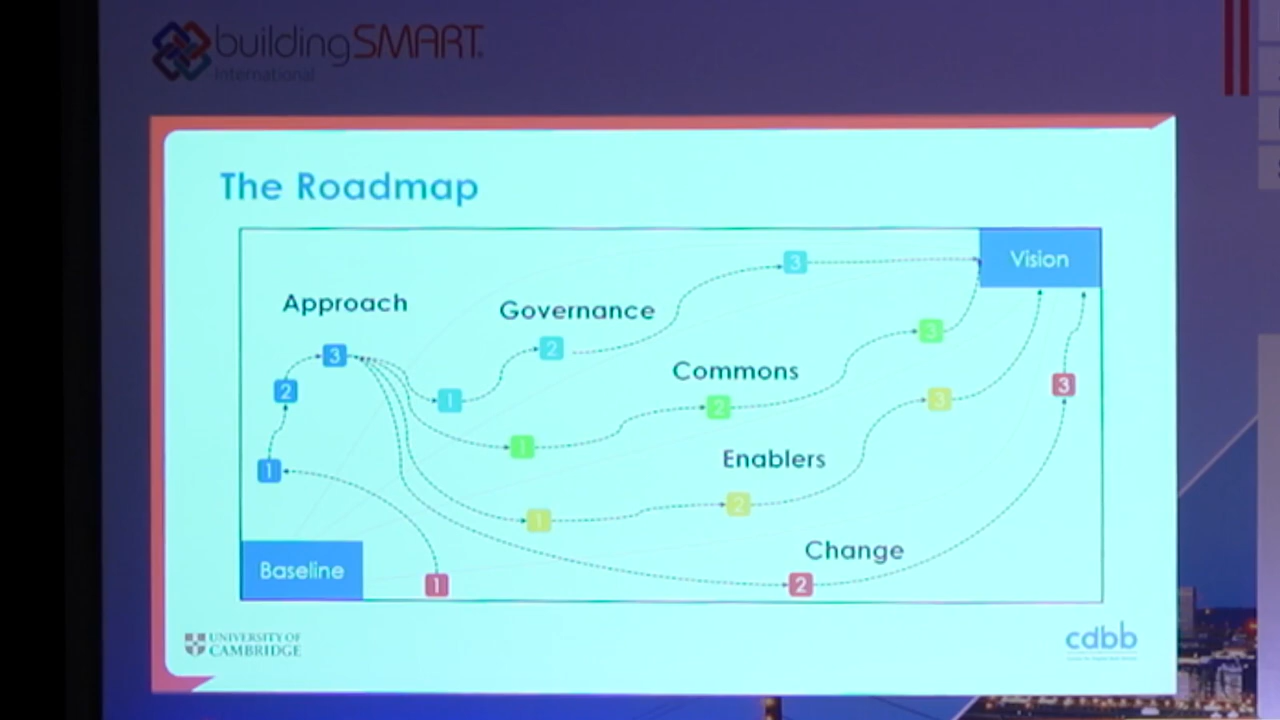 buildingSMART
International
The Roadmap
3
Vision
Approach
Governance
3
2
3
Commons
2
1
2
3
3
1
1
Enablers
2
1
Change
Baseline
1
2
UNIVERSITY OF
CAMBRIDGE
cdbb